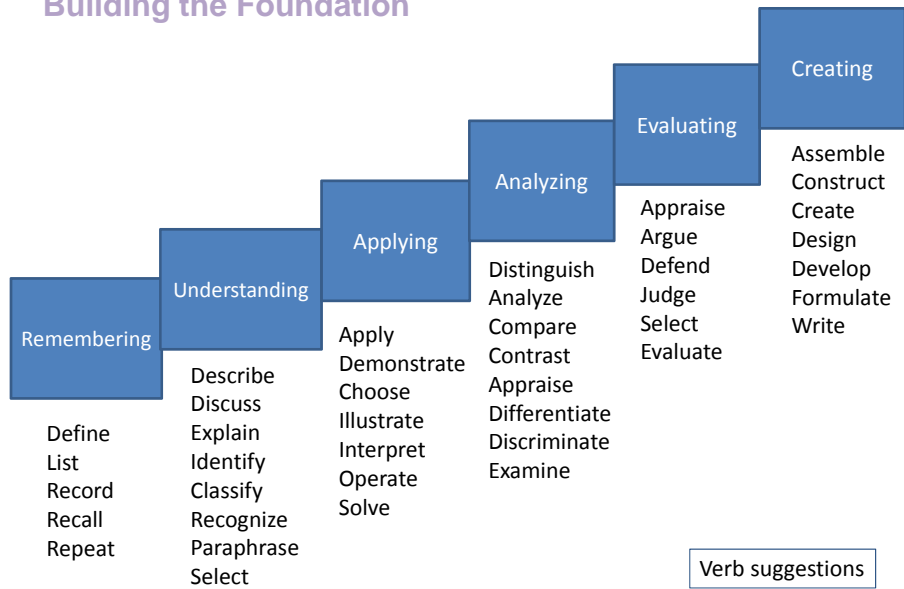 Building the Foundation
Remembering
Define
List
Record
Recall
Repeat
Understanding
Describe
Discuss
Explain
Identify
Classify
Recognize
Paraphrase
Select
Applying
Apply
Demonstrate
Choose
Illustrate
Interpret
Operate
Solve
Analyzing
Distinguish
Analyze
Compare
Contrast
Appraise
Differentiate
Discriminate
Examine
Evaluating
Appraise
Argue
Defend
Judge
Select
Evaluate
Creating
Assemble
Construct
Create
Design
Develop
Formulate
Write
Verb suggestions